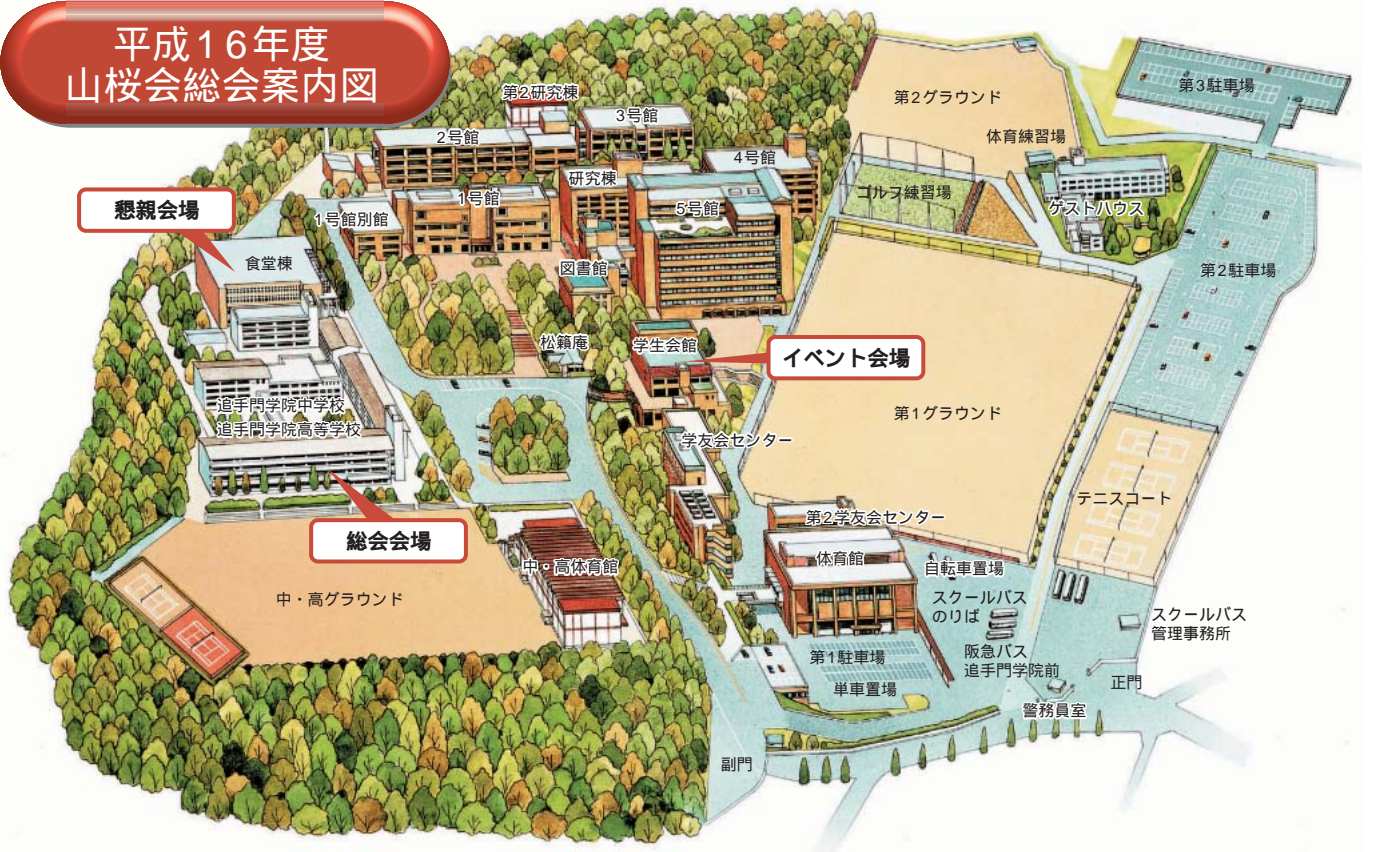 平成16年度
山桜会総会案内図
第2研究棟
3号館
2号館
4号館
研究棟
1号館
5号館
1号館別館
懇親会場
食堂棟
図書館
松籟庵
学生会館
イベント会場
追手門学院中学校
追手門学院高等学校
学友会センター
総会会場
中・高体育館
中・高グラウンド
第2グラウンド
第3駐車場
体育練習場
ゴルフ練習場
ゲストハウス
第2駐車場
第1グラウンド
テニスコート
第2学友会センター
体育館
自転車置場
スクールバス
のりば
スクールバス
管理事務所
阪急バス
追手門学院前
第1駐車場
単車置場
正門
警務員室
副門